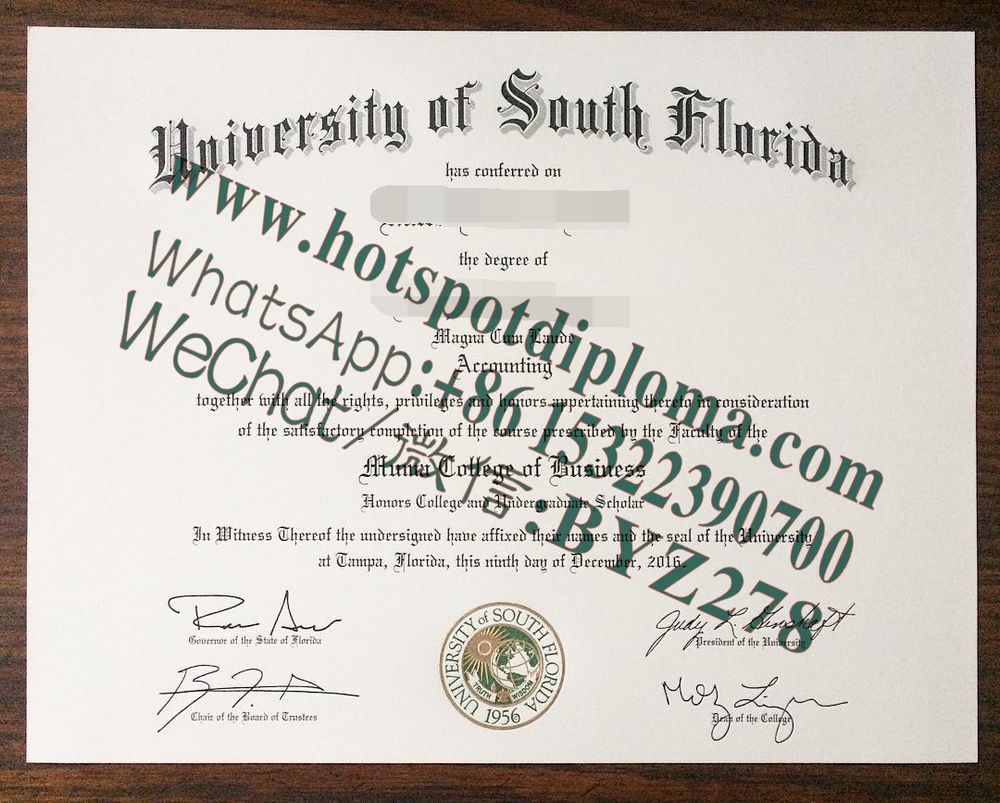 University of South Florida
has conferred on
the degree of
Magna Cum Laude
Accounting
together with all the rights, privileges and honors appertaining thereto in consideration
of the satisfactory completion of the course prescribed by the Faculty of the
Muma College of Business
Honors College and Undergraduate Scholar
In Witness Thereof the undersigned have affixed their names and the seal of the University
at Tampa, Florida, this ninth day of December, 2016.
Governor of the State of Florida
Chair of the Board of Trustees
UNIVERSITY of SOUTH FLORIDA
TRUTH WISDOM
1956
Judy L. Genshaft
President of the University
Dean of the College
www.hotspotdiploma.com
WhatsApp:+86 15322390700
WeChat/微信:BYZ278